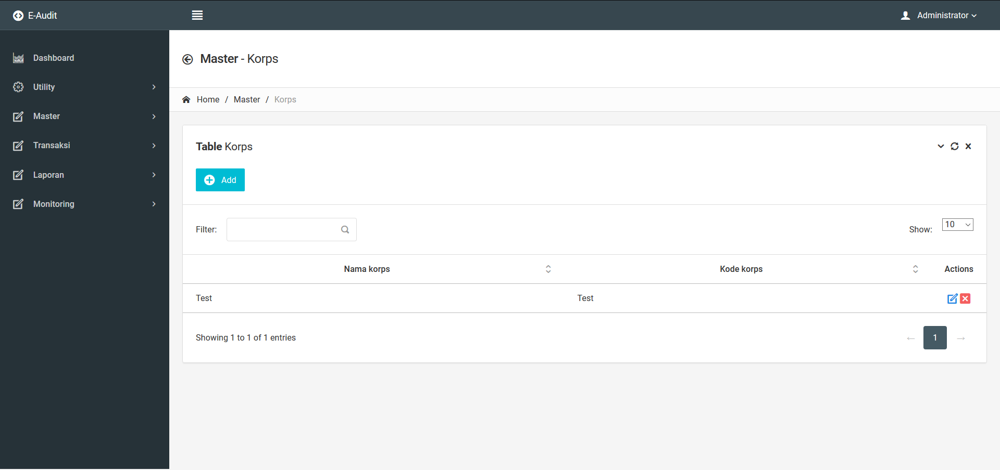 E-Audit
Administrator
Dashboard
Utility
Master
Transaksi
Laporan
Monitoring
Master - Korps
Home / Master / Korps
Table Korps
Add
Filter:
Show: 10
Nama korps Kode korps Actions
Test Test
Showing 1 to 1 of 1 entries
← 1 →